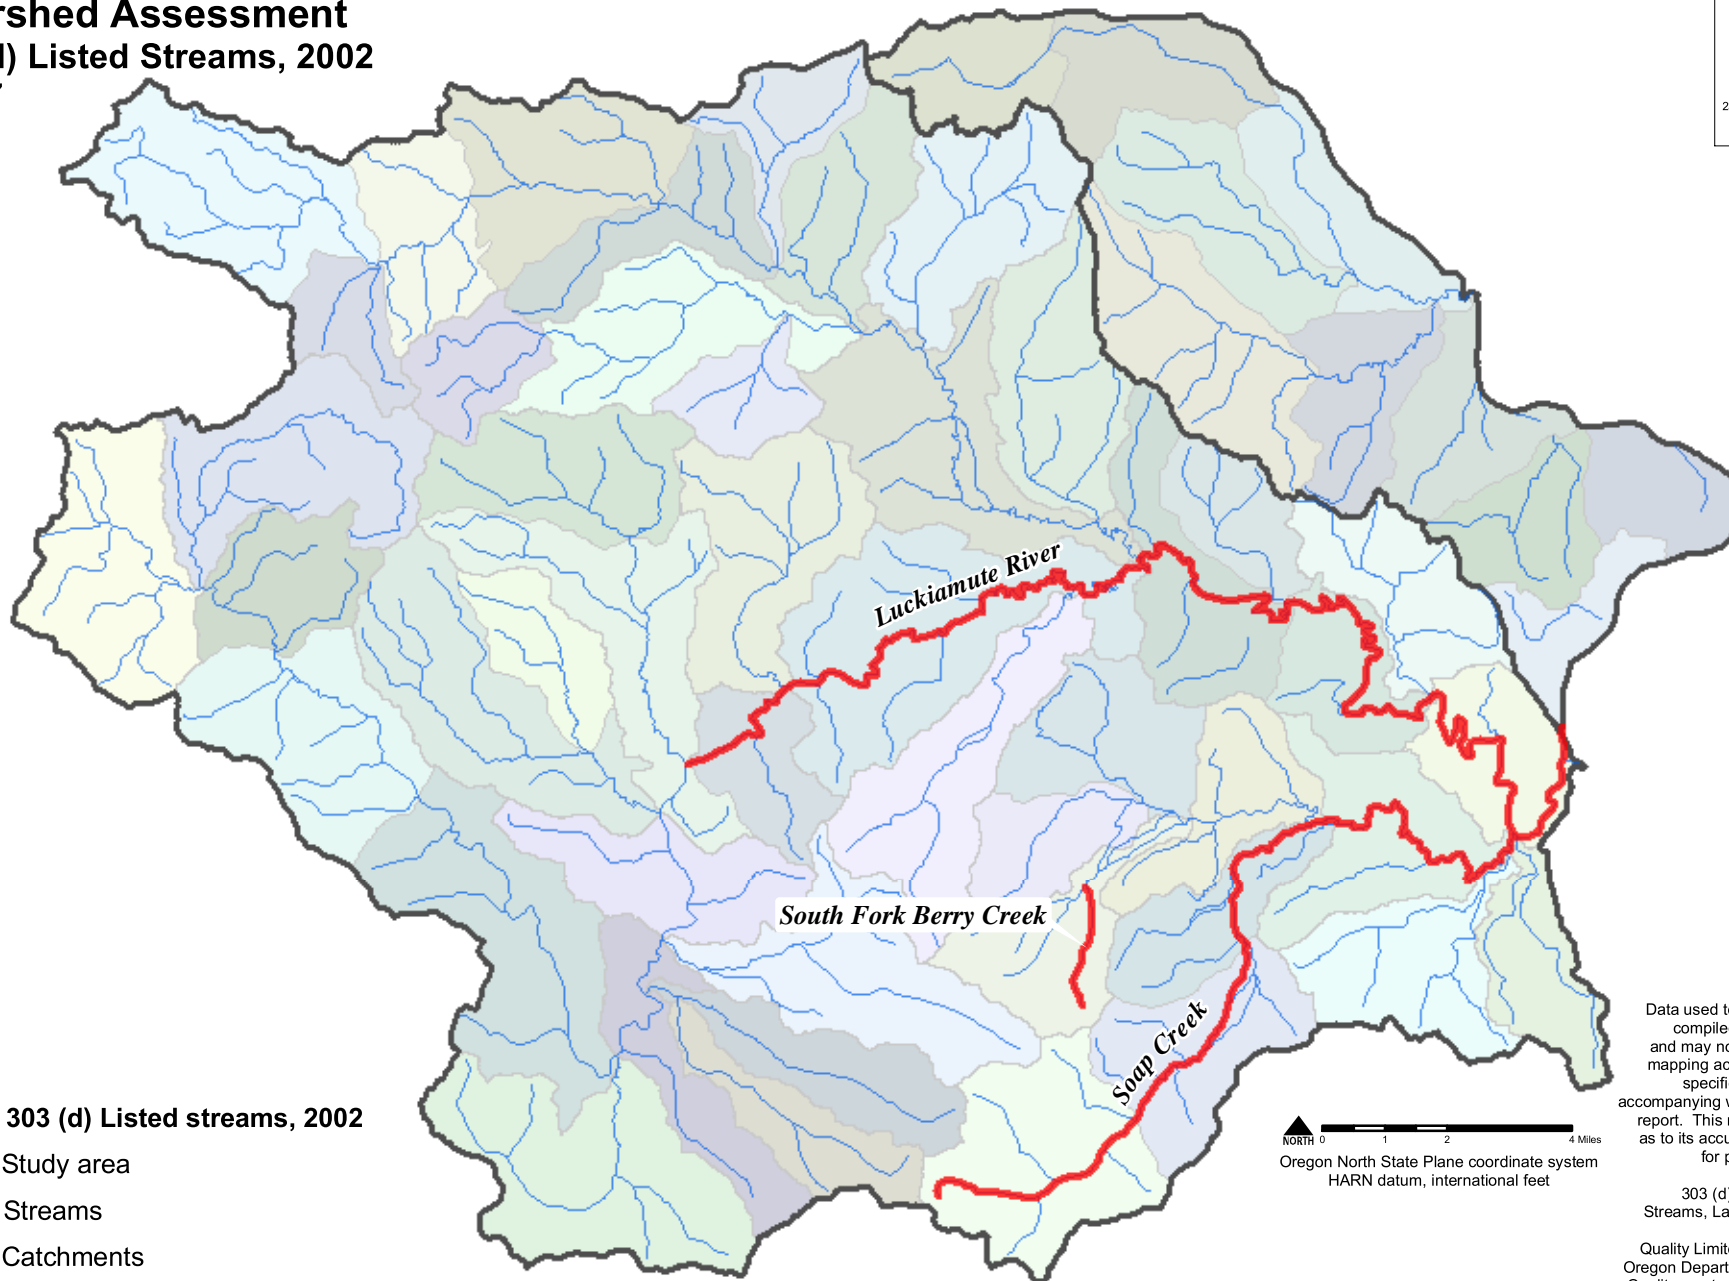 rshed Assessment
l) Listed Streams, 2002
2
Luckiamute River
South Fork Berry Creek
Soap Creek
303 (d) Listed streams, 2002
Study area
Streams
Catchments
NORTH 0 1 2 4 Miles
Oregon North State Plane coordinate system
HARN datum, international feet
Data used t
compile
and may no
mapping ac
specifi
accompanying w
report. This
as to its accu
for p
303 (d)
Streams, La
Quality Limit
Oregon Depart